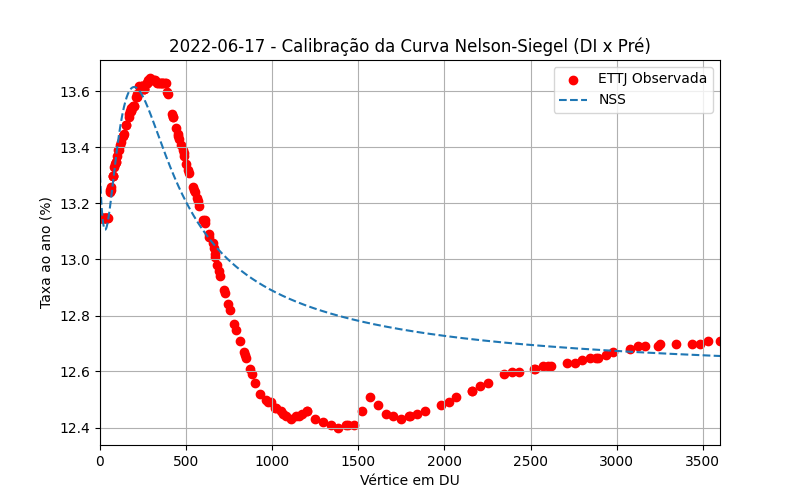 2022-06-17 - Calibração da Curva Nelson-Siegel (DI x Pré)
ETTJ Observada
NSS
Taxa ao ano (%)
13.6
13.4
13.2
13.0
12.8
12.6
12.4
0 500 1000 1500 2000 2500 3000 3500
Vértice em DU